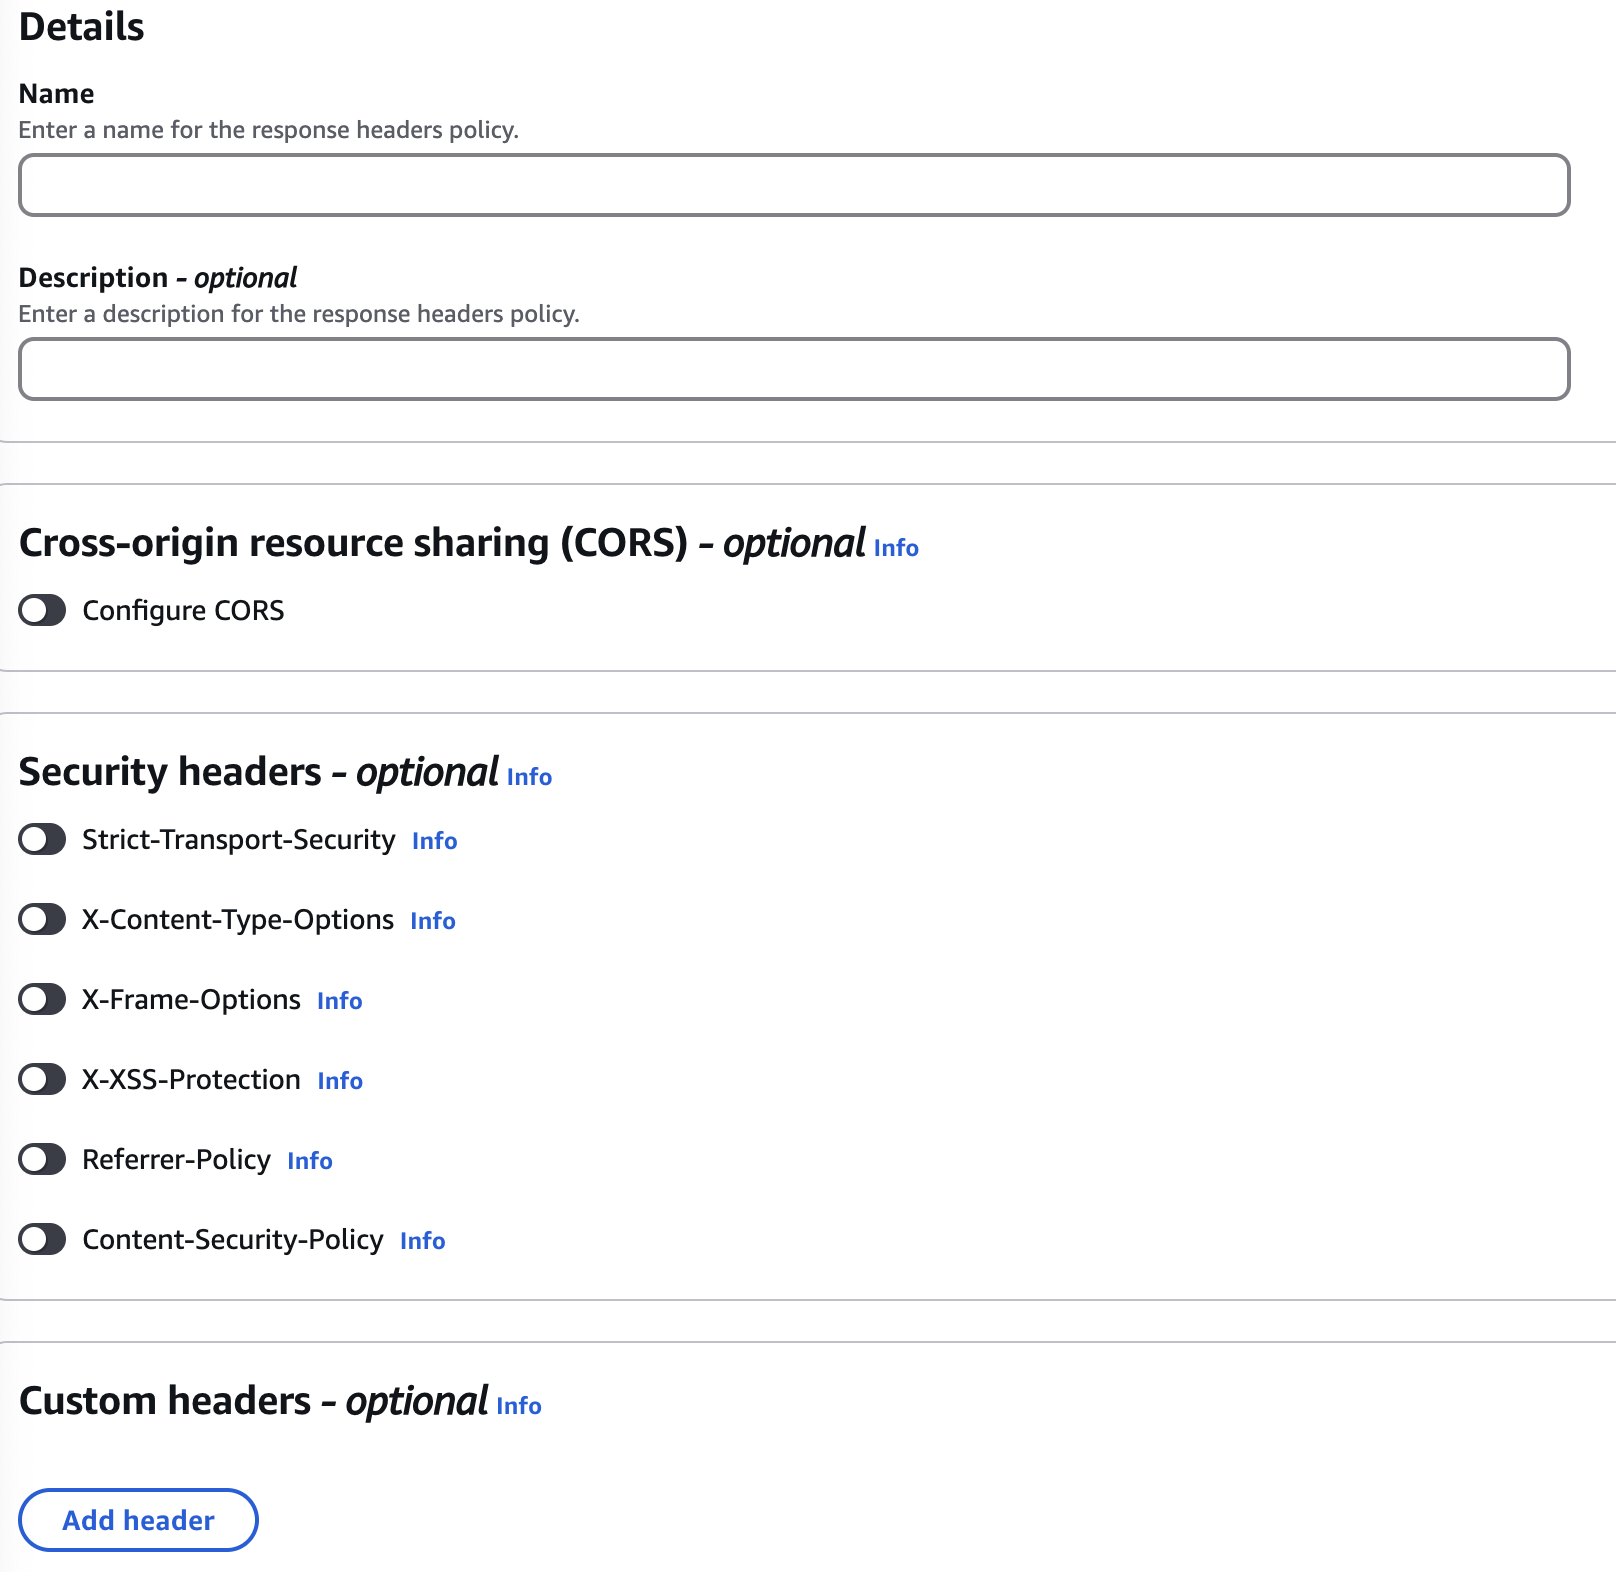 Details
Name
Enter a name for the response headers policy.
Description - optional
Enter a description for the response headers policy.
Cross-origin resource sharing (CORS) - optional Info
Configure CORS
Security headers - optional Info
Strict-Transport-Security Info
X-Content-Type-Options Info
X-Frame-Options Info
X-XSS-Protection Info
Referrer-Policy Info
Content-Security-Policy Info
Custom headers - optional Info
Add header